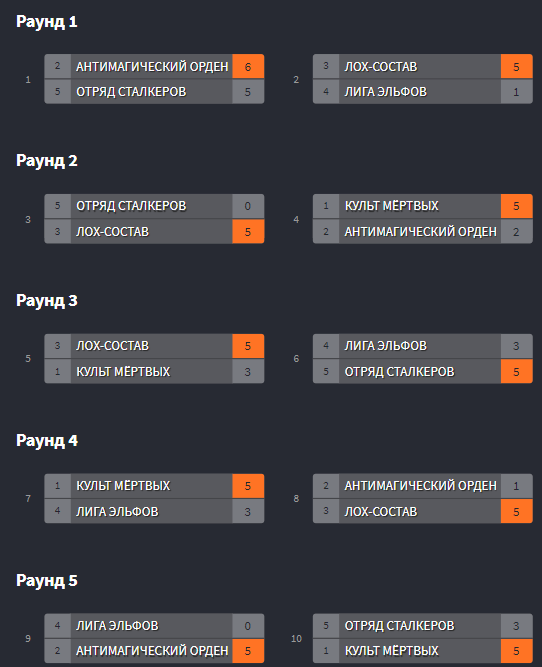 Раунд 1
1
2 АНТИМАГИЧЕСКИЙ ОРДЕН 6
5 ОТРЯД СТАЛКЕРОВ 5
2
3 ЛОХ-СОСТАВ 5
4 ЛИГА ЭЛЬФОВ 1
Раунд 2
3
5 ОТРЯД СТАЛКЕРОВ 0
3 ЛОХ-СОСТАВ 5
4
1 КУЛЬТ МЁРТВЫХ 5
2 АНТИМАГИЧЕСКИЙ ОРДЕН 2
Раунд 3
5
3 ЛОХ-СОСТАВ 5
1 КУЛЬТ МЁРТВЫХ 3
6
4 ЛИГА ЭЛЬФОВ 3
5 ОТРЯД СТАЛКЕРОВ 5
Раунд 4
7
1 КУЛЬТ МЁРТВЫХ 5
4 ЛИГА ЭЛЬФОВ 3
8
2 АНТИМАГИЧЕСКИЙ ОРДЕН 1
3 ЛОХ-СОСТАВ 5
Раунд 5
9
4 ЛИГА ЭЛЬФОВ 0
2 АНТИМАГИЧЕСКИЙ ОРДЕН 5
10
5 ОТРЯД СТАЛКЕРОВ 3
1 КУЛЬТ МЁРТВЫХ 5